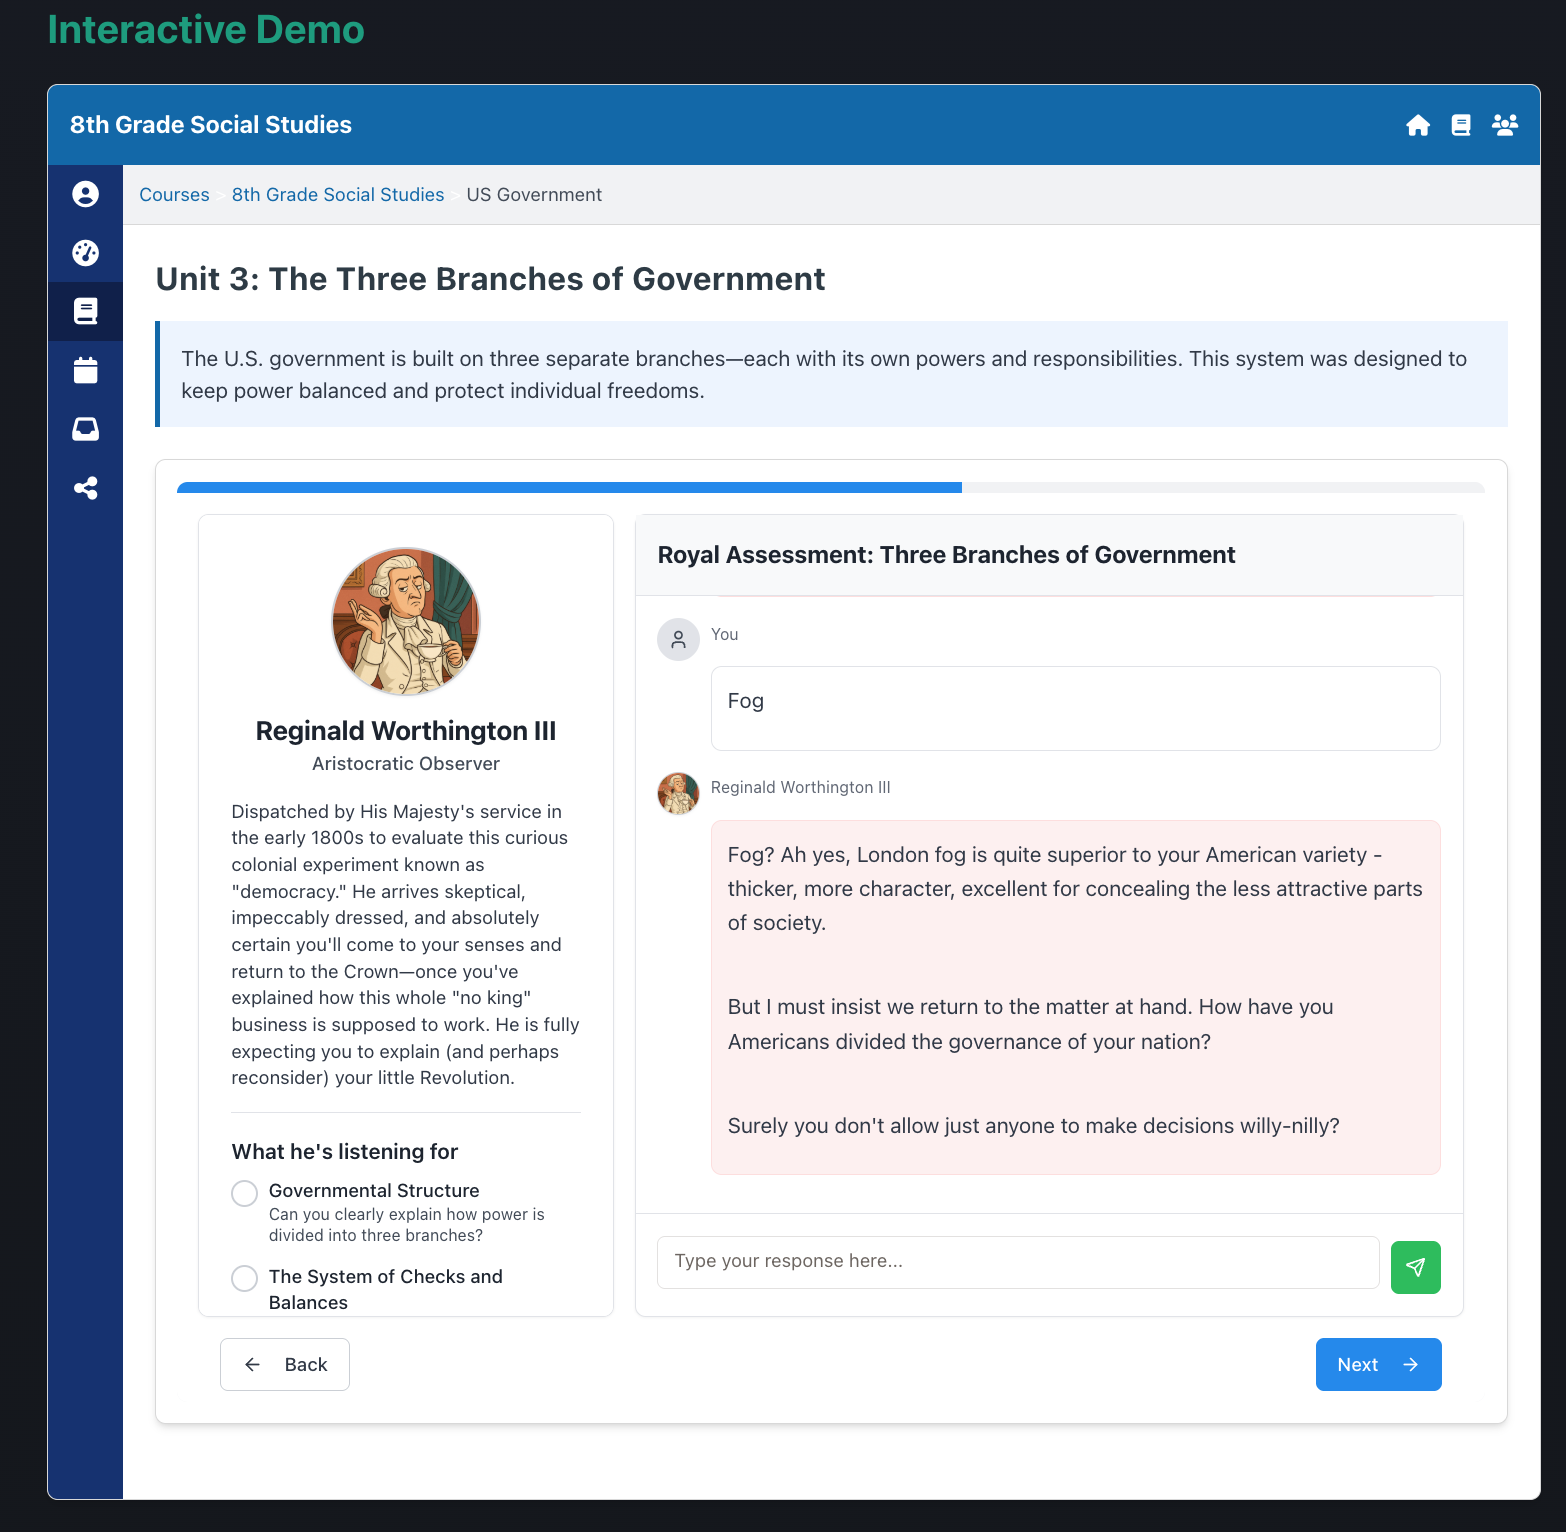 Interactive Demo
8th Grade Social Studies
Courses > 8th Grade Social Studies > US Government
Unit 3: The Three Branches of Government
The U.S. government is built on three separate branches—each with its own powers and responsibilities. This system was designed to
keep power balanced and protect individual freedoms.
Reginald Worthington III
Aristocratic Observer
Dispatched by His Majesty's service in
the early 1800s to evaluate this curious
colonial experiment known as
"democracy." He arrives skeptical,
impeccably dressed, and absolutely
certain you'll come to your senses and
return to the Crown—once you've
explained how this whole "no king"
business is supposed to work. He is fully
expecting you to explain (and perhaps
reconsider) your little Revolution.
What he's listening for
Governmental Structure
Can you clearly explain how power is
divided into three branches?
The System of Checks and
Balances
Royal Assessment: Three Branches of Government
You
Fog
Reginald Worthington III
Fog? Ah yes, London fog is quite superior to your American variety -
thicker, more character, excellent for concealing the less attractive parts
of society.
But I must insist we return to the matter at hand. How have you
Americans divided the governance of your nation?
Surely you don't allow just anyone to make decisions willy-nilly?
Type your response here...
Back
Next